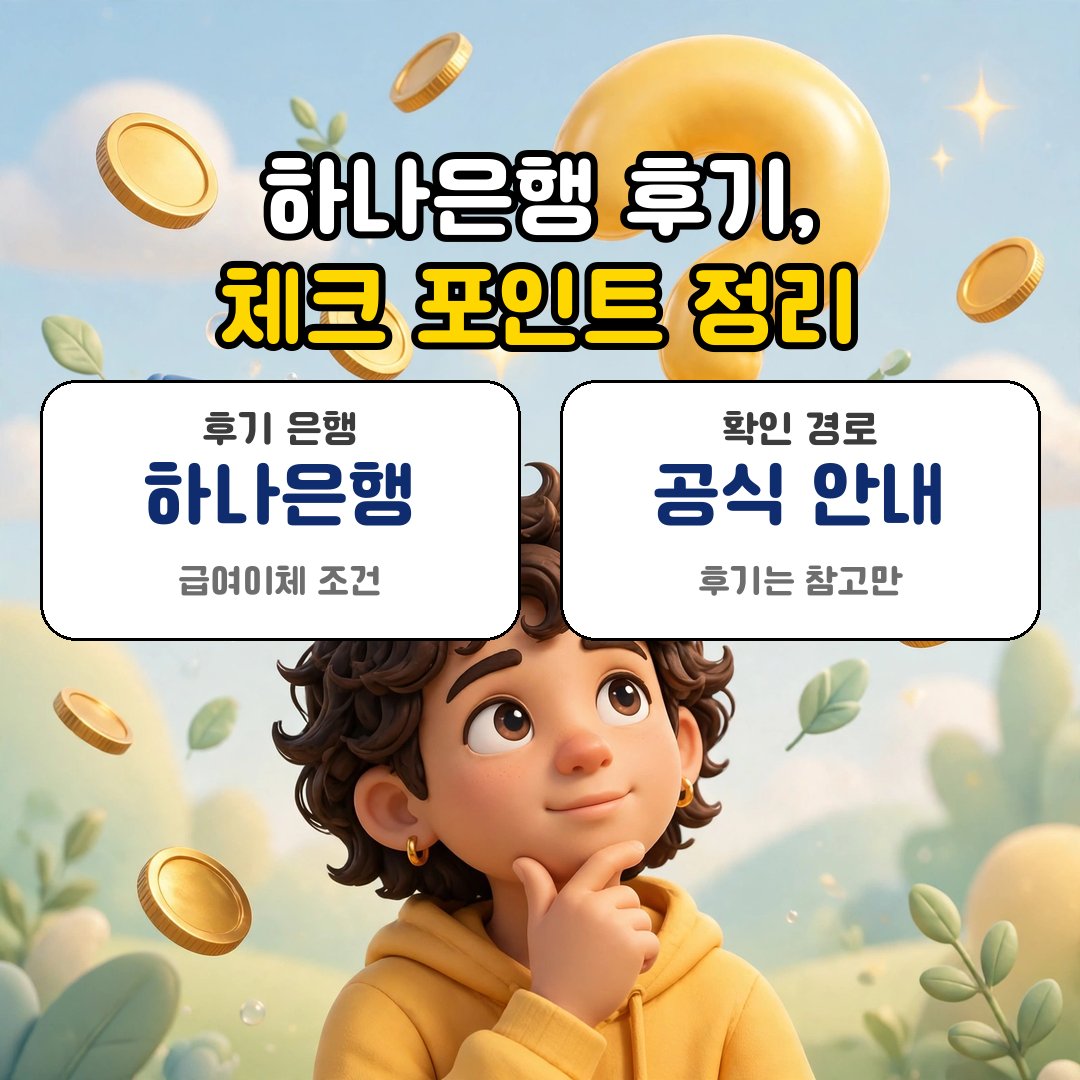 하나은행 후기,
체크 포인트 정리
후기 은행
하나은행
급여이체 조건
확인 경로
공식 안내
후기는 참고만